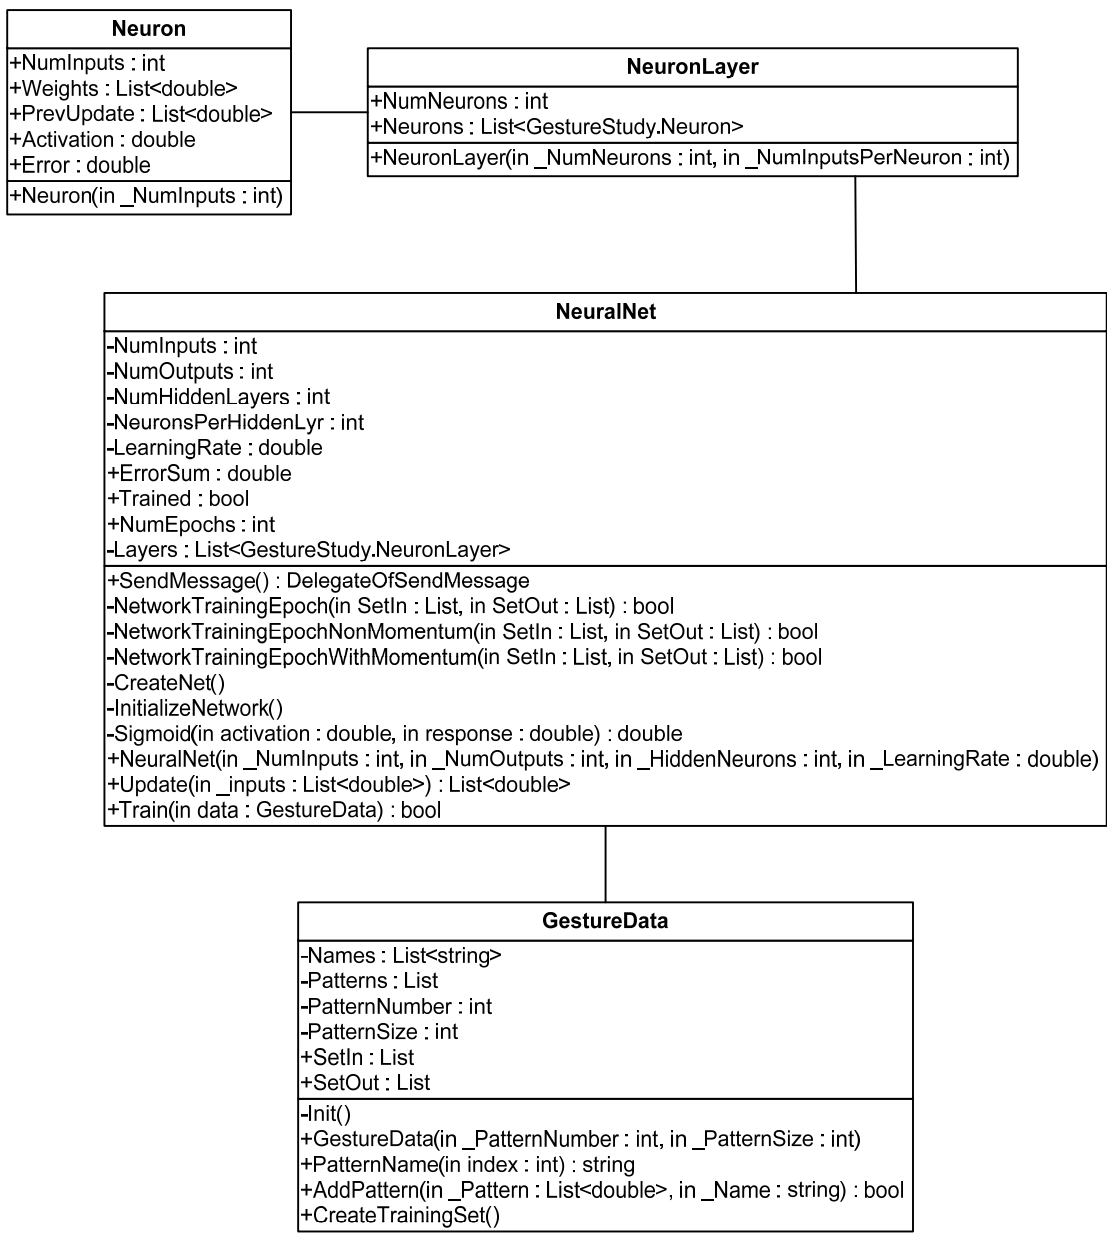 Neuron
+NumInputs : int
+Weights : List<double>
+PrevUpdate : List<double>
+Activation : double
+Error : double
+Neuron(in _NumInputs : int)
NeuronLayer
+NumNeurons : int
+Neurons : List<GestureStudy.Neuron>
+NeuronLayer(in _NumNeurons : int, in _NumInputsPerNeuron : int)
NeuralNet
-NumInputs : int
-NumOutputs : int
-NumHiddenLayers : int
-NeuronsPerHiddenLyr : int
-LearningRate : double
+ErrorSum : double
+Trained : bool
+NumEpochs : int
-Layers : List<GestureStudy.NeuronLayer>
+SendMessage() : DelegateOfSendMessage
-NetworkTrainingEpoch(in SetIn : List, in SetOut : List) : bool
-NetworkTrainingEpochNonMomentum(in SetIn : List, in SetOut : List) : bool
-NetworkTrainingEpochWithMomentum(in SetIn : List, in SetOut : List) : bool
-CreateNet()
-InitializeNetwork()
-Sigmoid(in activation : double, in response : double) : double
+NeuralNet(in _NumInputs : int, in _NumOutputs : int, in _HiddenNeurons : int, in _LearningRate : double)
+Update(in _inputs : List<double>) : List<double>
+Train(in data : GestureData) : bool
GestureData
-Names : List<string>
-Patterns : List
-PatternNumber : int
-PatternSize : int
+SetIn : List
+SetOut : List
-Init()
+GestureData(in _PatternNumber : int, in _PatternSize : int)
+PatternName(in index : int) : string
+AddPattern(in _Pattern : List<double>, in _Name : string) : bool
+CreateTrainingSet()